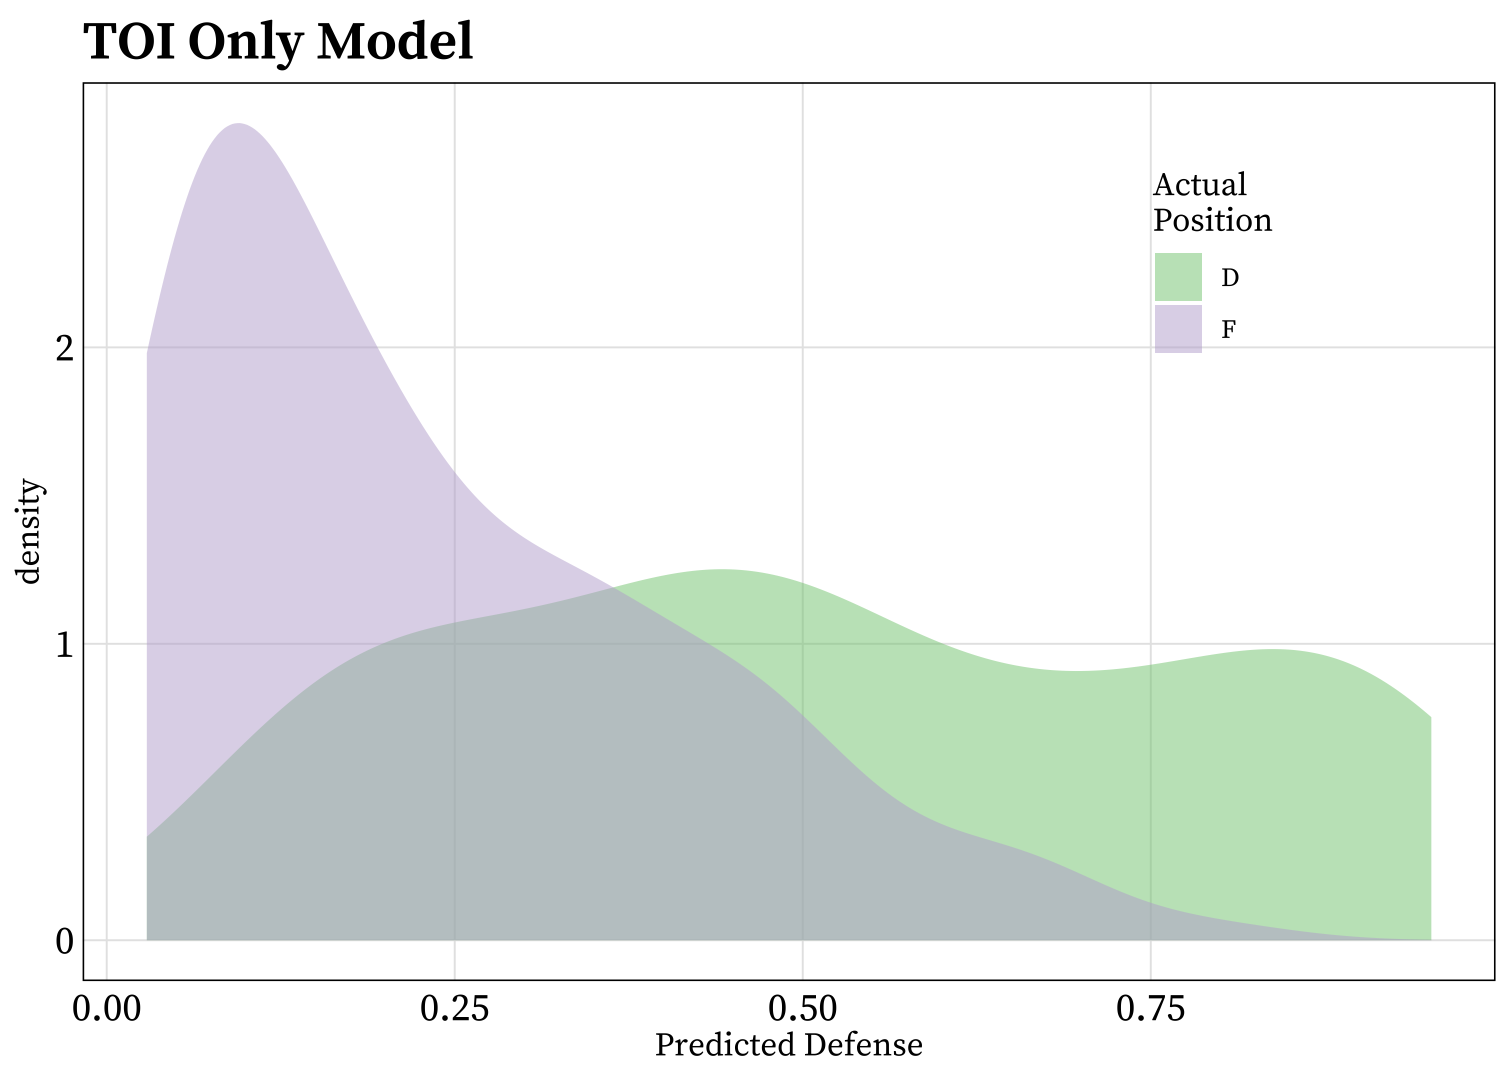 TOI Only Model
Actual
Position
D
F
2
1
0
density
0.00 0.25 0.50 0.75
Predicted Defense